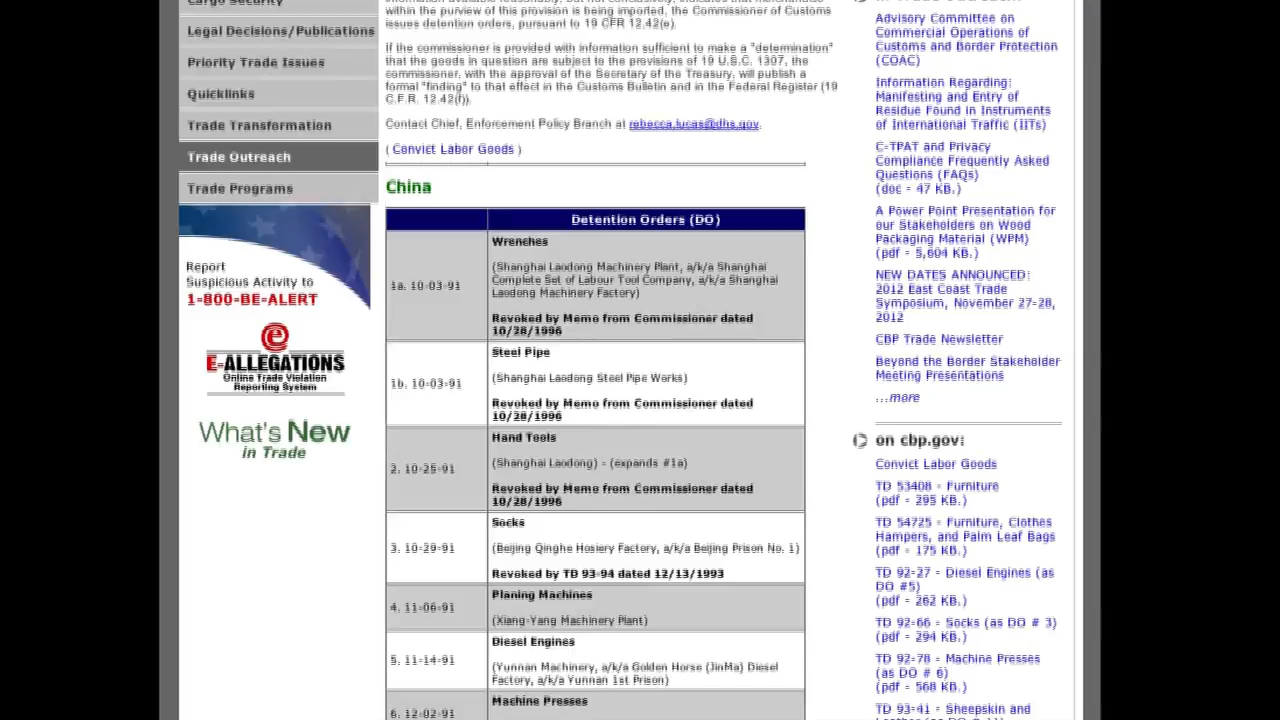 Cargo Security
Legal Decisions/Publications
Priority Trade Issues
Quicklinks
Trade Transformation
Trade Outreach
Trade Programs
Report
Suspicious Activity to
1-800-BE-ALERT
E-ALLEGATIONS
Online Trade Violation
Reporting System
What's New
in Trade
information available reasonably, but not conclusively, indicates that merchandise
within the purview of this provision is being imported, the Commissioner of Customs
issues detention orders, pursuant to 19 CFR 12.42(e).
If the commissioner is provided with information sufficient to make a "determination"
that the goods in question are subject to the provisions of 19 U.S.C. 1307, the
commissioner, with the approval of the Secretary of the Treasury, will publish a
formal "finding" to that effect in the Customs Bulletin and in the Federal Register (19
C.F.R. 12.42(f)).
Contact Chief, Enforcement Policy Branch at rebecca.lucas@dhs.gov.
( Convict Labor Goods )
China
Detention Orders (DO)
1a. 10-03-91
Wrenches
(Shanghai Laodong Machinery Plant, a/k/a Shanghai
Complete Set of Labour Tool Company, a/k/a Shanghai
Laodong Machinery Factory)
Revoked by Memo from Commissioner dated
10/28/1996
1b. 10-03-91
Steel Pipe
(Shanghai Laodong Steel Pipe Works)
Revoked by Memo from Commissioner dated
10/28/1996
2. 10-25-91
Hand Tools
(Shanghai Laodong) - (expands #1a)
Revoked by Memo from Commissioner dated
10/28/1996
3. 10-29-91
Socks
(Beijing Qinghe Hosiery Factory, a/k/a Beijing Prison No. 1)
Revoked by TD 93-94 dated 12/13/1993
4. 11-06-91
Planing Machines
(Xiang-Yang Machinery Plant)
5. 11-14-91
Diesel Engines
(Yunnan Machinery, a/k/a Golden Horse (JinMa) Diesel
Factory, a/k/a Yunnan 1st Prison)
6. 12-02-91
Machine Presses
in Trade Outreach:
Advisory Committee on
Commercial Operations of
Customs and Border Protection
(COAC)
Information Regarding:
Manifesting and Entry of
Residue Found in Instruments
of International Traffic (IITs)
C-TPAT and Privacy
Compliance Frequently Asked
Questions (FAQs)
(doc - 47 KB.)
A Power Point Presentation for
our Stakeholders on Wood
Packaging Material (WPM)
(pdf - 5,604 KB.)
NEW DATES ANNOUNCED:
2012 East Coast Trade
Symposium, November 27-28,
2012
CBP Trade Newsletter
Beyond the Border Stakeholder
Meeting Presentations
...more
on cbp.gov:
Convict Labor Goods
TD 53408 - Furniture
(pdf - 295 KB.)
TD 54725 - Furniture, Clothes
Hampers, and Palm Leaf Bags
(pdf - 175 KB.)
TD 92-27 - Diesel Engines (as
DO #5)
(pdf - 262 KB.)
TD 92-66 - Socks (as DO # 3)
(pdf - 294 KB.)
TD 92-78 - Machine Presses
(as DO # 6)
(pdf - 568 KB.)
TD 93-41 - Sheepskin and